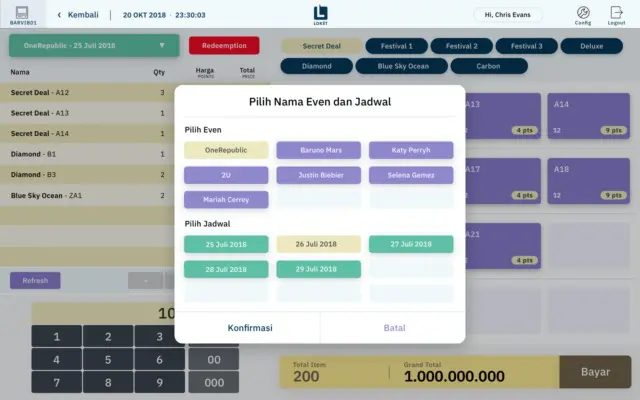 BARVISB01
Kembali
20 OKT 2018 - 23:30:03
LOKET
Hi, Chris Evans
Config
Logout
OneRepublic - 25 Juli 2018
Redeemption
Secret Deal
Festival 1
Festival 2
Festival 3
Deluxe
Diamond
Blue Sky Ocean
Carbon
Nama
Qty
Harga
POINTS
Total
PRICE
Secret Deal - A12
3
Secret Deal - A13
1
Secret Deal - A14
1
Diamond - B1
1
Diamond - B3
2
Blue Sky Ocean - ZA1
2
Refresh
-
Pilih Nama Even dan Jadwal
Pilih Even
OneRepublic
Baruno Mars
Katy Perryh
2U
Justin Biebier
Selena Gemez
Mariah Cerrey
Pilih Jadwal
25 Juli 2018
26 Juli 2018
27 Juli 2018
28 Juli 2018
29 Juli 2018
Konfirmasi
Batal
A13
4 pts
A14
12
9 pts
A17
4 pts
A18
12
9 pts
A21
4 pts
10
1
2
3
4
5
6
00
7
8
9
000
Total Item
200
Grand Total
1.000.000.000
Bayar